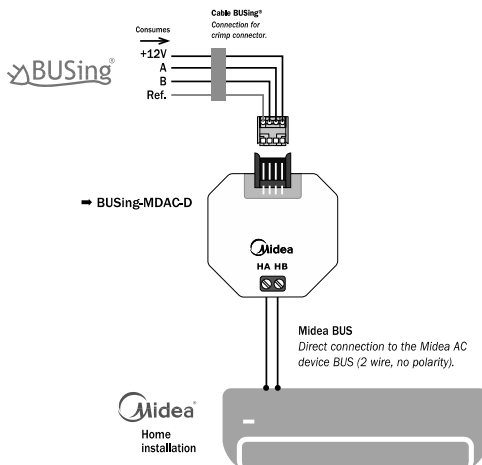 Cable BUSing®
Connection for
crimp connector.
Consumes
+12V
A
B
Ref.
BUSing®
➡ BUSing-MDAC-D
Midea
HA HB
Midea BUS
Direct connection to the Midea AC
device BUS (2 wire, no polarity).
Midea®
Home
installation